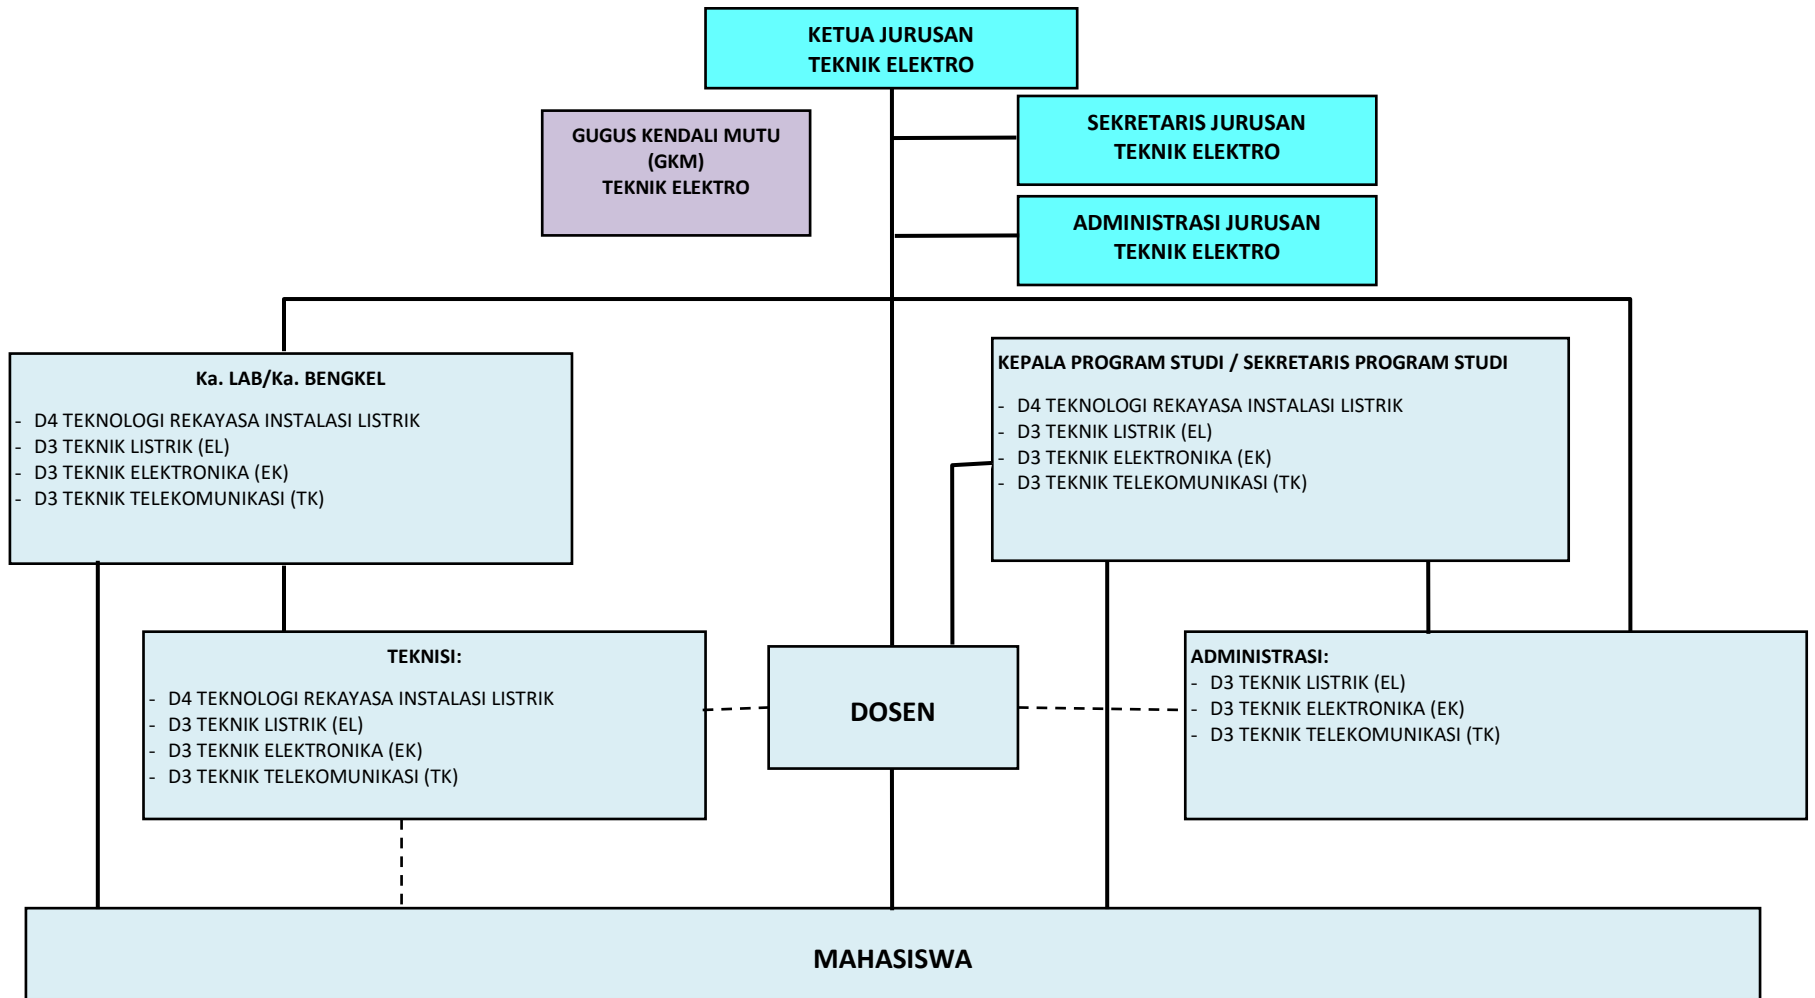 KETUA JURUSAN
TEKNIK ELEKTRO
GUGUS KENDALI MUTU
(GKM)
TEKNIK ELEKTRO
SEKRETARIS JURUSAN
TEKNIK ELEKTRO
ADMINISTRASI JURUSAN
TEKNIK ELEKTRO
Ka. LAB/Ka. BENGKEL
- D4 TEKNOLOGI REKAYASA INSTALASI LISTRIK
- D3 TEKNIK LISTRIK (EL)
- D3 TEKNIK ELEKTRONIKA (EK)
- D3 TEKNIK TELEKOMUNIKASI (TK)
KEPALA PROGRAM STUDI / SEKRETARIS PROGRAM STUDI
- D4 TEKNOLOGI REKAYASA INSTALASI LISTRIK
- D3 TEKNIK LISTRIK (EL)
- D3 TEKNIK ELEKTRONIKA (EK)
- D3 TEKNIK TELEKOMUNIKASI (TK)
TEKNISI:
- D4 TEKNOLOGI REKAYASA INSTALASI LISTRIK
- D3 TEKNIK LISTRIK (EL)
- D3 TEKNIK ELEKTRONIKA (EK)
- D3 TEKNIK TELEKOMUNIKASI (TK)
DOSEN
ADMINISTRASI:
- D3 TEKNIK LISTRIK (EL)
- D3 TEKNIK ELEKTRONIKA (EK)
- D3 TEKNIK TELEKOMUNIKASI (TK)
MAHASISWA